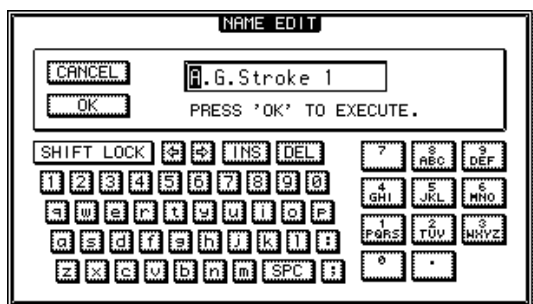 NAME EDIT
CANCEL
A.G.Stroke 1
OK
PRESS 'OK' TO EXECUTE.
SHIFT LOCK INS DEL
1 2 3 4 5 6 7 8 9 0
q w e r t y u i o p
a s d f g h j k l :
z x c v b n m SPC ;
7 8 ABC 9 DEF
4 GHI 5 JKL 6 MNO
1 PQRS 2 TUV 3 WXYZ
0 .